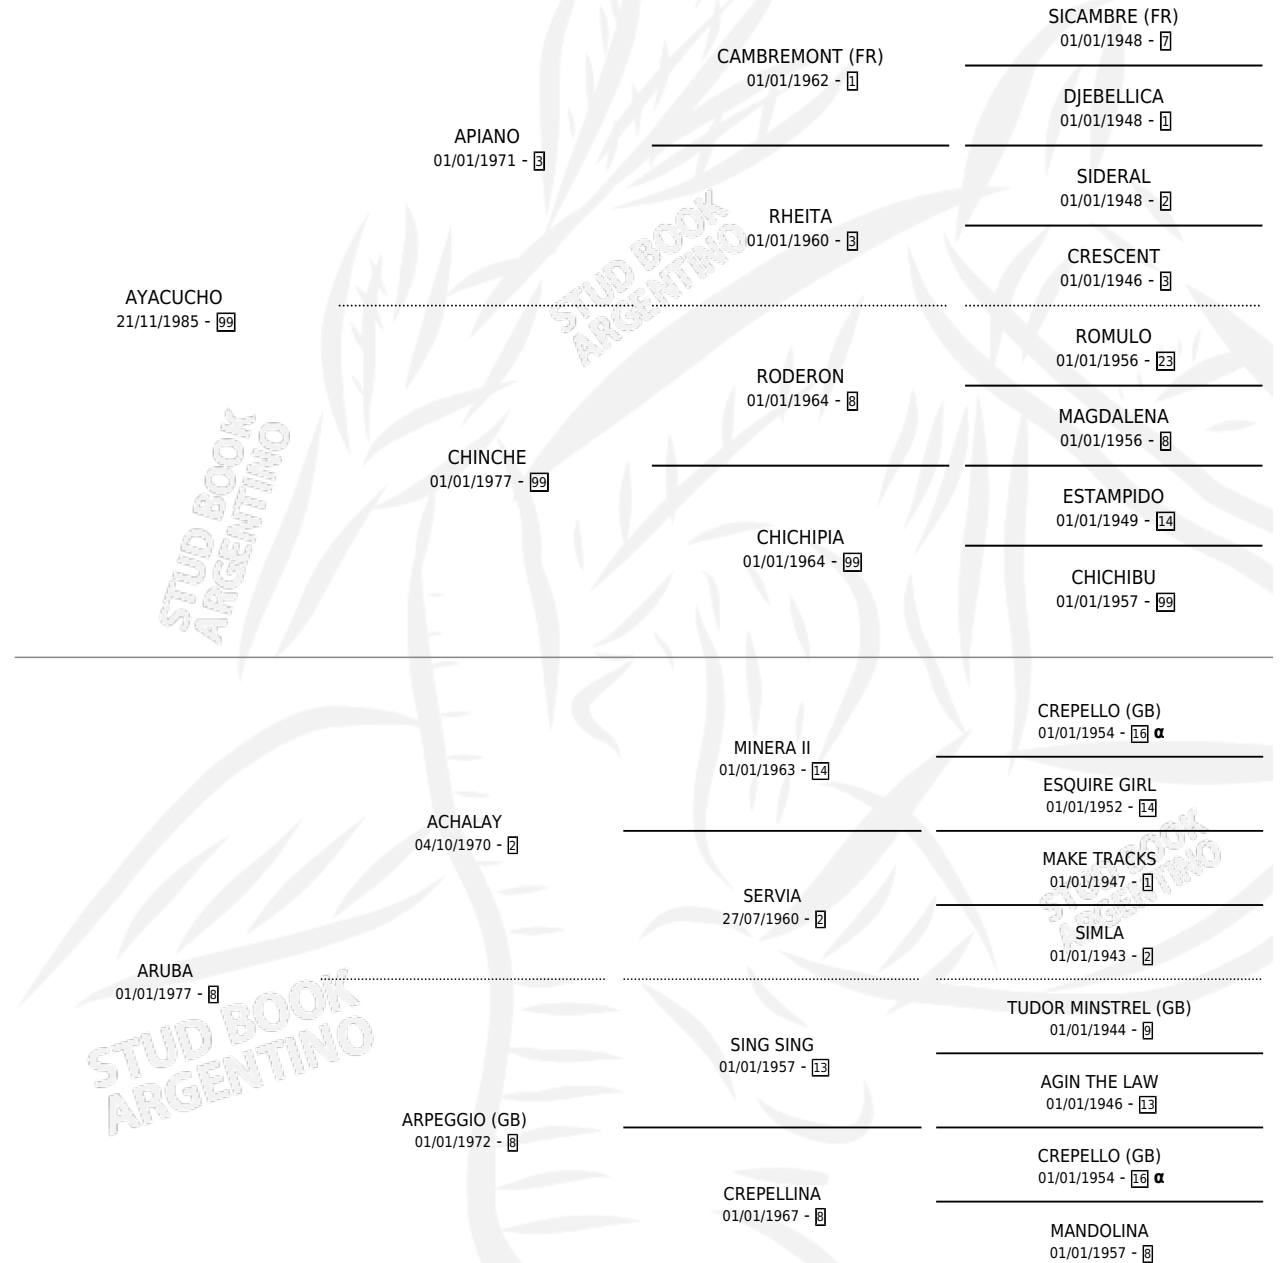 SICAMBRE (FR)
01/01/1948 - 7
CAMBREMONT (FR)
01/01/1962 - 1
DJEBELLICA
01/01/1948 - 1
APIANO
01/01/1971 - 3
SIDERAL
01/01/1948 - 2
RHEITA
01/01/1960 - 3
CRESCENT
01/01/1946 - 3
AYACUCHO
21/11/1985 - 99
ROMULO
01/01/1956 - 23
RODERON
01/01/1964 - 8
MAGDALENA
01/01/1956 - 8
CHINCHE
01/01/1977 - 99
ESTAMPIDO
01/01/1949 - 14
CHICHIPIA
01/01/1964 - 99
CHICHIBU
01/01/1957 - 99
CREPELLO (GB)
01/01/1954 - 16 α
MINERA II
01/01/1963 - 14
ESQUIRE GIRL
01/01/1952 - 14
ACHALAY
04/10/1970 - 2
MAKE TRACKS
01/01/1947 - 1
SERVIA
27/07/1960 - 2
SIMLA
01/01/1943 - 2
ARUBA
01/01/1977 - 8
TUDOR MINSTREL (GB)
01/01/1944 - 9
SING SING
01/01/1957 - 13
AGIN THE LAW
01/01/1946 - 13
ARPEGGIO (GB)
01/01/1972 - 8
CREPELLO (GB)
01/01/1954 - 16 α
CREPELLINA
01/01/1967 - 8
MANDOLINA
01/01/1957 - 8
STUD BOOK
ARGENTINO
STUD BOOK
ARGENTINO
STUD BOOK
ARGENTINO
STUD BOOK
ARGENTINO